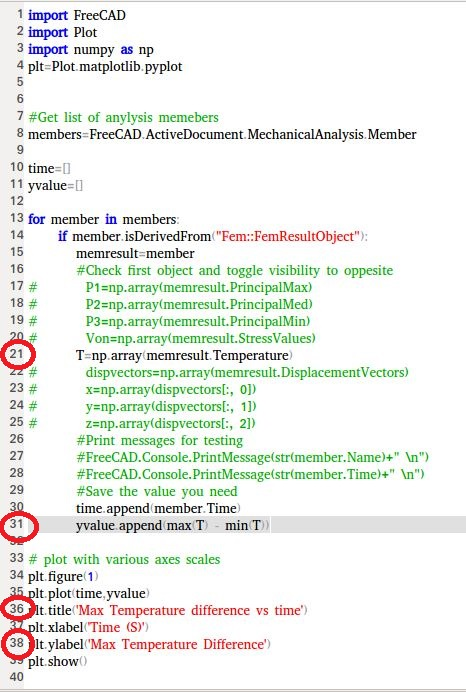 1 import FreeCAD
2 import Plot
3 import numpy as np
4 plt=Plot.matplotlib.pyplot
5
6
7 #Get list of anylysis memebers
8 members=FreeCAD.ActiveDocument.MechanicalAnalysis.Member
9
10 time=[]
11 yvalue=[]
12
13 for member in members:
14 if member.isDerivedFrom("Fem::FemResultObject"):
15 memresult=member
16 #Check first object and toggle visibility to oppesite
17 # P1=np.array(memresult.PrincipalMax)
18 # P2=np.array(memresult.PrincipalMed)
19 # P3=np.array(memresult.PrincipalMin)
20 # Von=np.array(memresult.StressValues)
21 T=np.array(memresult.Temperature)
22 # dispvectors=np.array(memresult.DisplacementVectors)
23 # x=np.array(dispvectors[:, 0])
24 # y=np.array(dispvectors[:, 1])
25 # z=np.array(dispvectors[:, 2])
26 #Print messages for testing
27 #FreeCAD.Console.PrintMessage(str(member.Name)+" \n")
28 #FreeCAD.Console.PrintMessage(str(member.Time)+" \n")
29 #Save the value you need
30 time.append(member.Time)
31 yvalue.append(max(T) - min(T))
32
33 # plot with various axes scales
34 plt.figure(1)
35 plt.plot(time,yvalue)
36 plt.title('Max Temperature difference vs time')
37 plt.xlabel('Time (S)')
38 plt.ylabel('Max Temperature Difference')
39 plt.show()
40